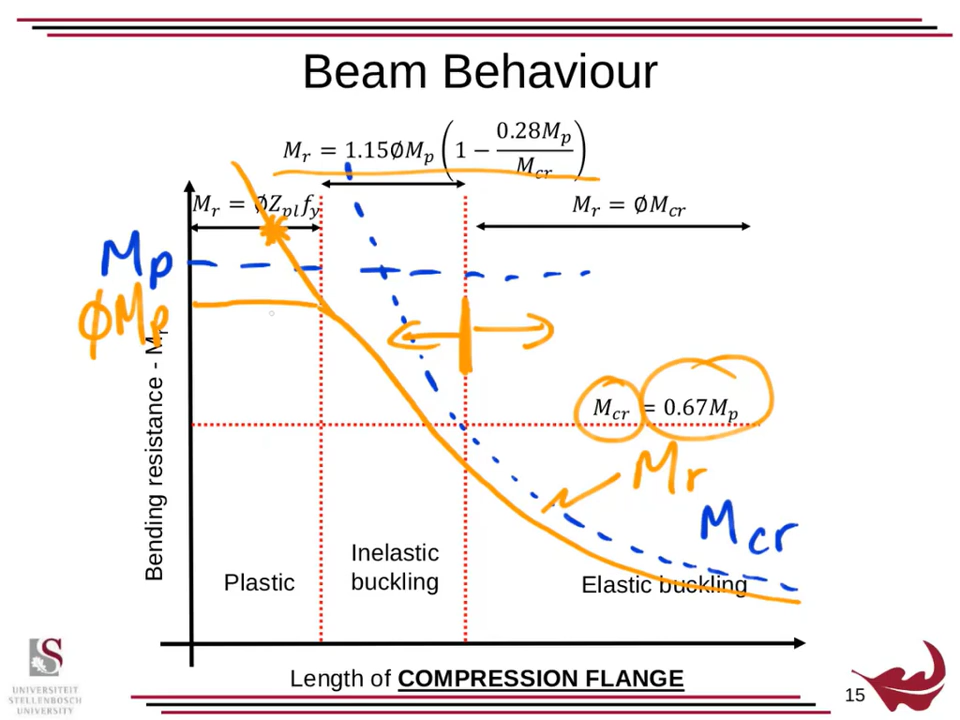 Beam Behaviour
M_r = 1.15∅M_p (1 − 0.28M_p / M_cr)
M_r = ∅Z_pl f_y
M_r = ∅M_cr
M_p
ϕM_p
Bending resistance - M_r
M_cr = 0.67M_p
M_r
M_cr
Plastic
Inelastic
buckling
Elastic buckling
Length of COMPRESSION FLANGE
UNIVERSITEIT
STELLENBOSCH
UNIVERSITY
15